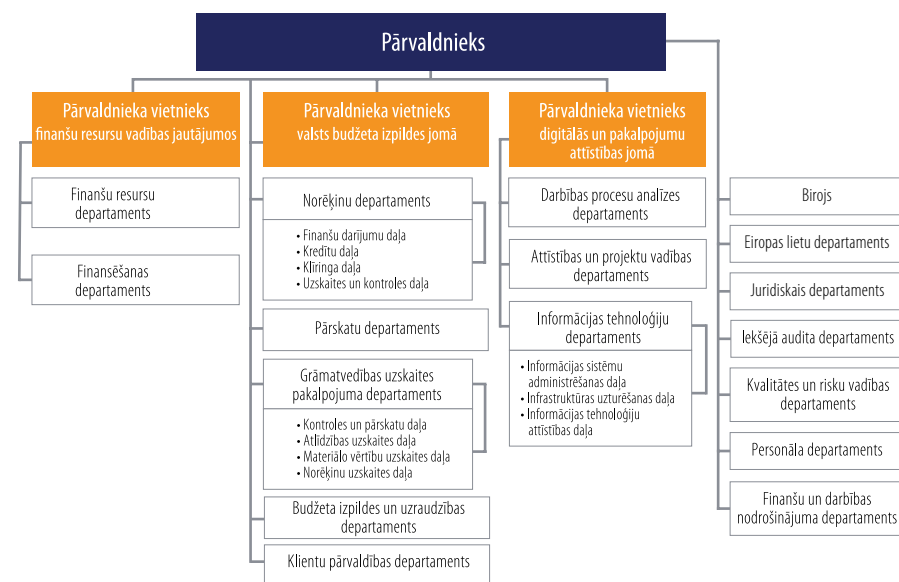 Pārvaldnieks
Pārvaldnieka vietnieks
finanšu resursu vadības jautājumos
Finanšu resursu
departaments
Finansēšanas
departaments
Pārvaldnieka vietnieks
valsts budžeta izpildes jomā
Norēķinu departaments
• Finanšu darījumu daļa
• Kredītu daļa
• Klīringa daļa
• Uzskaites un kontroles daļa
Pārskatu departaments
Grāmatvedības uzskaites
pakalpojuma departaments
• Kontroles un pārskatu daļa
• Atlīdzības uzskaites daļa
• Materiālo vērtību uzskaites daļa
• Norēķinu uzskaites daļa
Budžeta izpildes un uzraudzības
departaments
Klientu pārvaldības departaments
Pārvaldnieka vietnieks
digitālās un pakalpojumu
attīstības jomā
Darbības procesu analīzes
departaments
Attīstības un projektu vadības
departaments
Informācijas tehnoloģiju
departaments
• Informācijas sistēmu
administrēšanas daļa
• Infrastruktūras uzturēšanas daļa
• Informācijas tehnoloģiju
attīstības daļa
Birojs
Eiropas lietu departaments
Juridiskais departaments
Iekšējā audita departaments
Kvalitātes un risku vadības
departaments
Personāla departaments
Finanšu un darbības
nodrošinājuma departaments